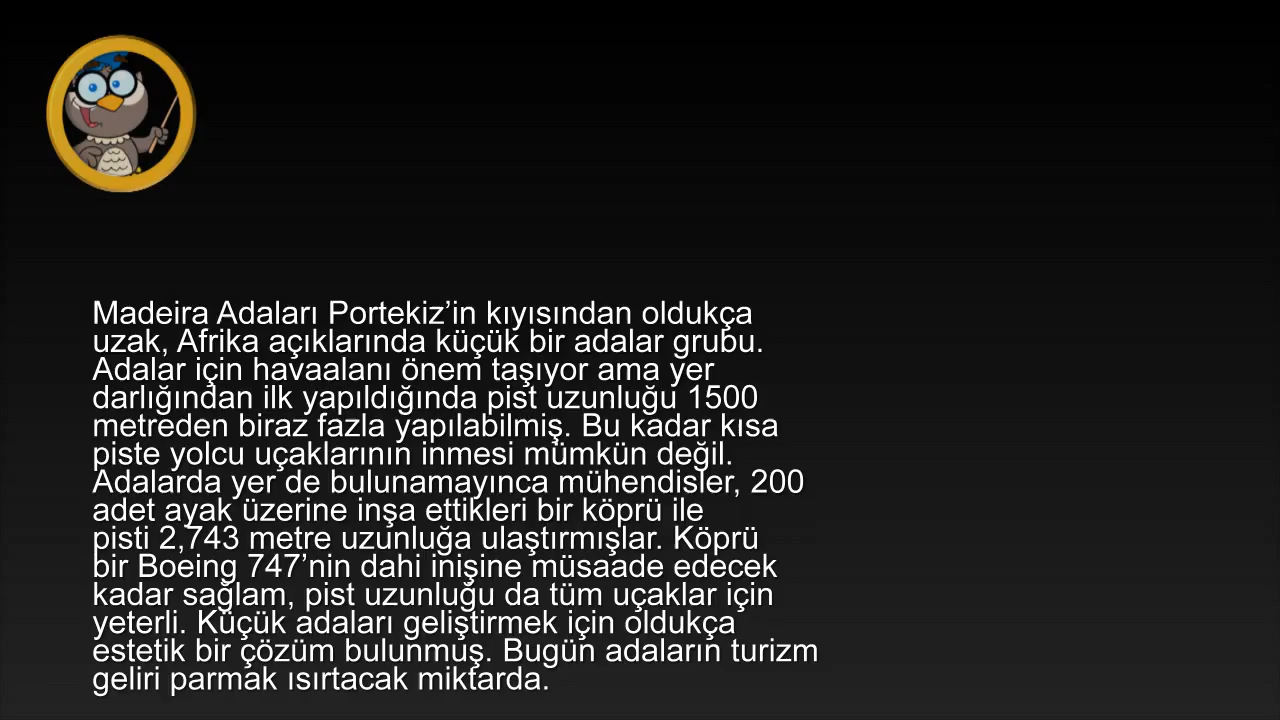 Madeira Adaları Portekiz’in kıyısından oldukça
uzak, Afrika açıklarında küçük bir adalar grubu.
Adalar için havaalanı önem taşıyor ama yer
darlığından ilk yapıldığında pist uzunluğu 1500
metreden biraz fazla yapılabilmiş. Bu kadar kısa
piste yolcu uçaklarının inmesi mümkün değil.
Adalarda yer de bulunamayınca mühendisler, 200
adet ayak üzerine inşa ettikleri bir köprü ile
pisti 2,743 metre uzunluğa ulaştırmışlar. Köprü
bir Boeing 747’nin dahi inişine müsaade edecek
kadar sağlam, pist uzunluğu da tüm uçaklar için
yeterli. Küçük adaları geliştirmek için oldukça
estetik bir çözüm bulunmuş. Bugün adaların turizm
geliri parmak ısırtacak miktarda.